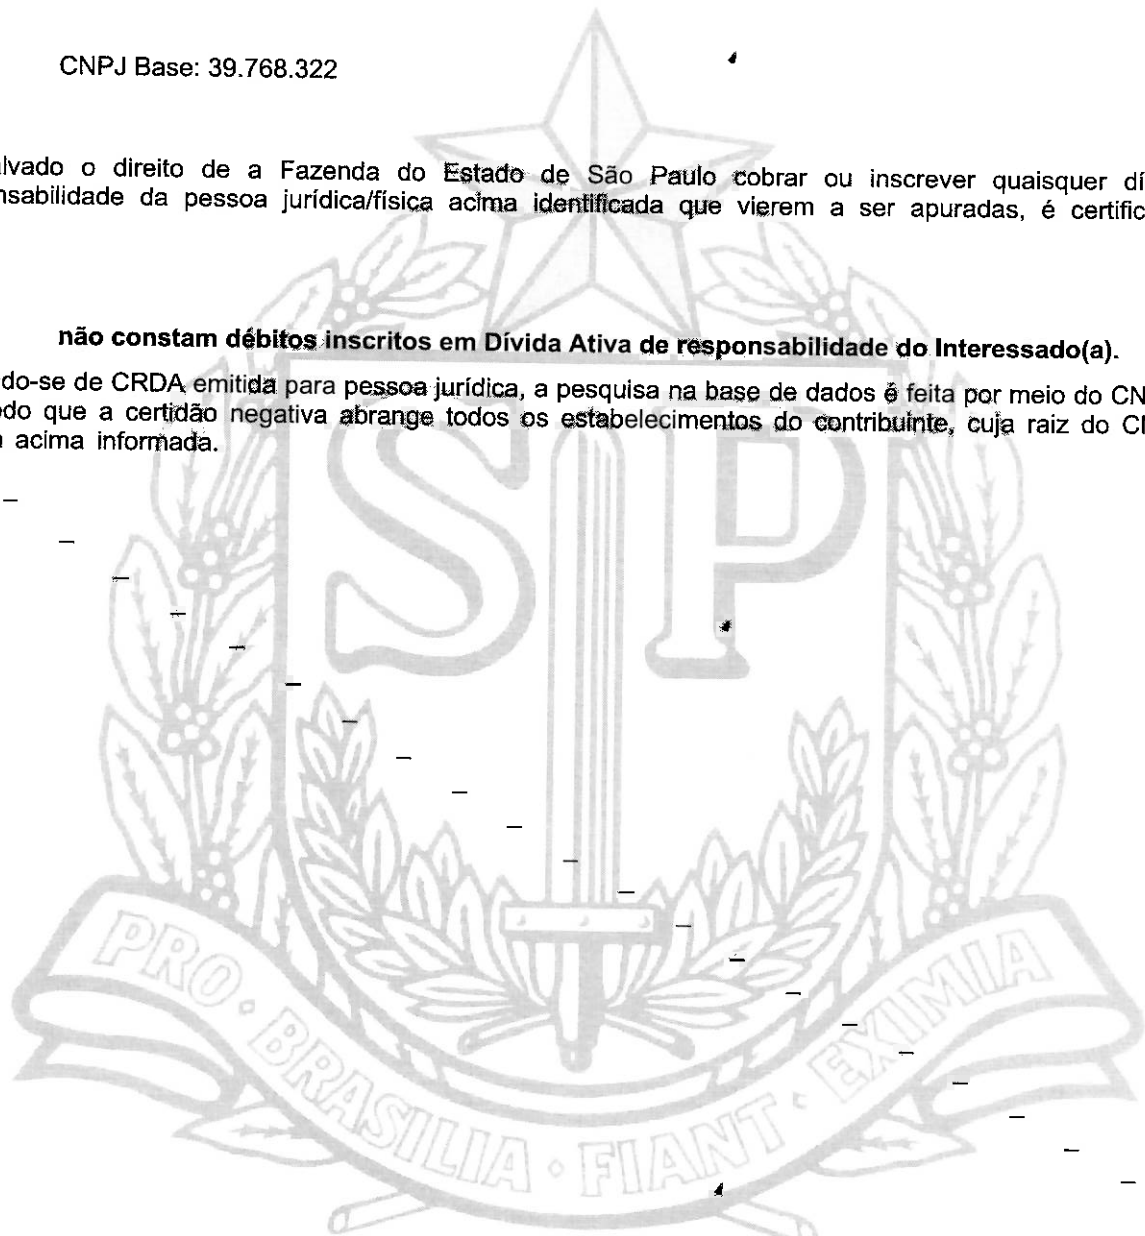 CNPJ Base: 39.768.322
lvado o direito de a Fazenda do Estado de São Paulo cobrar ou inscrever quaisquer dí
nsabilidade da pessoa jurídica/física acima identificada que vierem a ser apuradas, é certific
não constam débitos inscritos em Dívida Ativa de responsabilidade do Interessado(a).
do-se de CRDA emitida para pessoa jurídica, a pesquisa na base de dados é feita por meio do CN
do que a certidão negativa abrange todos os estabelecimentos do contribuinte, cuja raiz do C
acima informada.
SP
PRO · BRASILIA · FIANT · EXIMIA